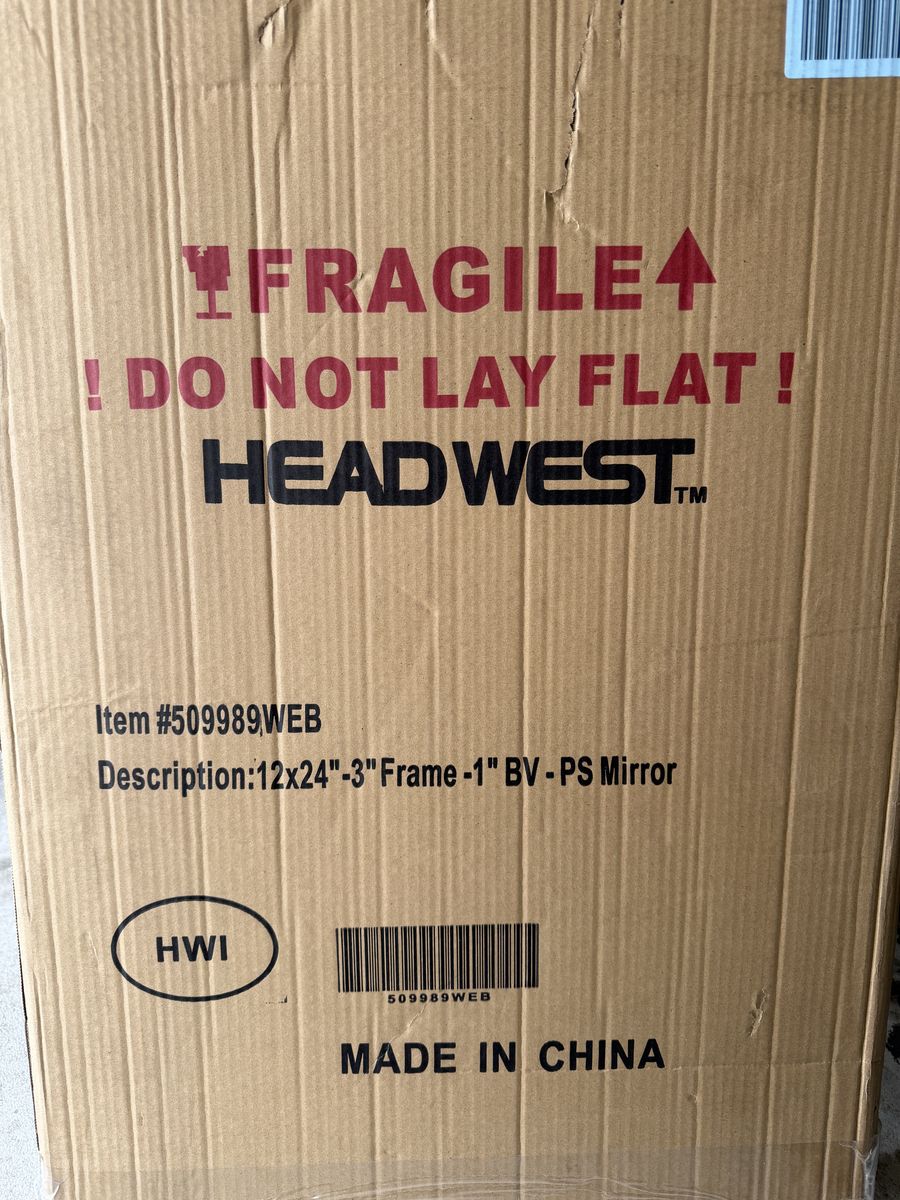 FRAGILE
! DO NOT LAY FLAT !
HEADWEST™
Item #509989WEB
Description:12x24"-3"Frame -1" BV - PS Mirror
HWI
509989WEB
MADE IN CHINA